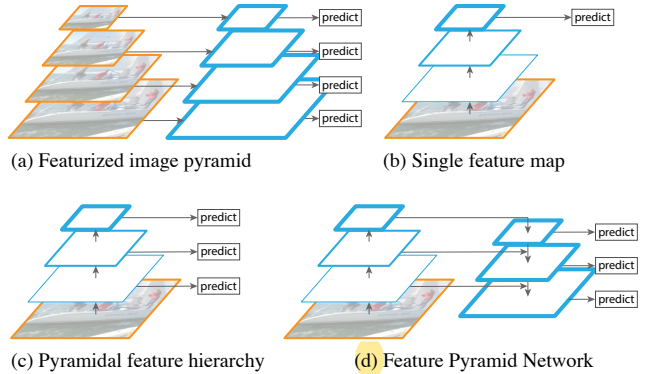 predict
predict
predict
predict
(a) Featurized image pyramid
predict
(b) Single feature map
predict
predict
predict
(c) Pyramidal feature hierarchy
predict
predict
predict
(d) Feature Pyramid Network